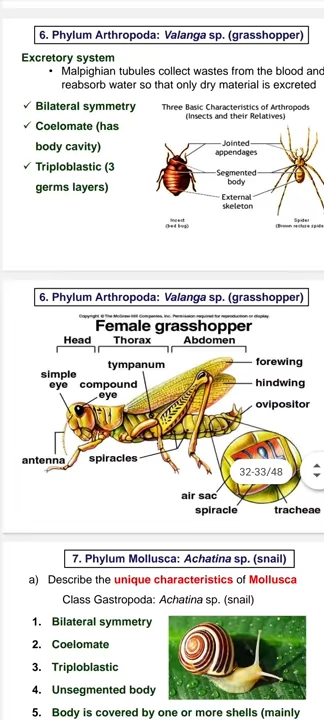 6. Phylum Arthropoda: Valanga sp. (grasshopper)
Excretory system
• Malpighian tubules collect wastes from the blood and
reabsorb water so that only dry material is excreted
✓ Bilateral symmetry
✓ Coelomate (has
body cavity)
✓ Triploblastic (3
germs layers)
Three Basic Characteristics of Arthropods
(Insects and their Relatives)
Jointed
appendages
Segmented
body
External
skeleton
Insect
(bed bug)
Spider
(Brown recluse spide
6. Phylum Arthropoda: Valanga sp. (grasshopper)
Copyright © The McGraw-Hill Companies, Inc. Permission required for reproduction or display.
Female grasshopper
Head Thorax Abdomen
tympanum
simple
eye
compound
eye
forewing
hindwing
ovipositor
antenna
spiracles
32-33/48
air sac
spiracle
tracheae
7. Phylum Mollusca: Achatina sp. (snail)
a) Describe the unique characteristics of Mollusca
Class Gastropoda: Achatina sp. (snail)
1. Bilateral symmetry
2. Coelomate
3. Triploblastic
4. Unsegmented body
5. Body is covered by one or more shells (mainly